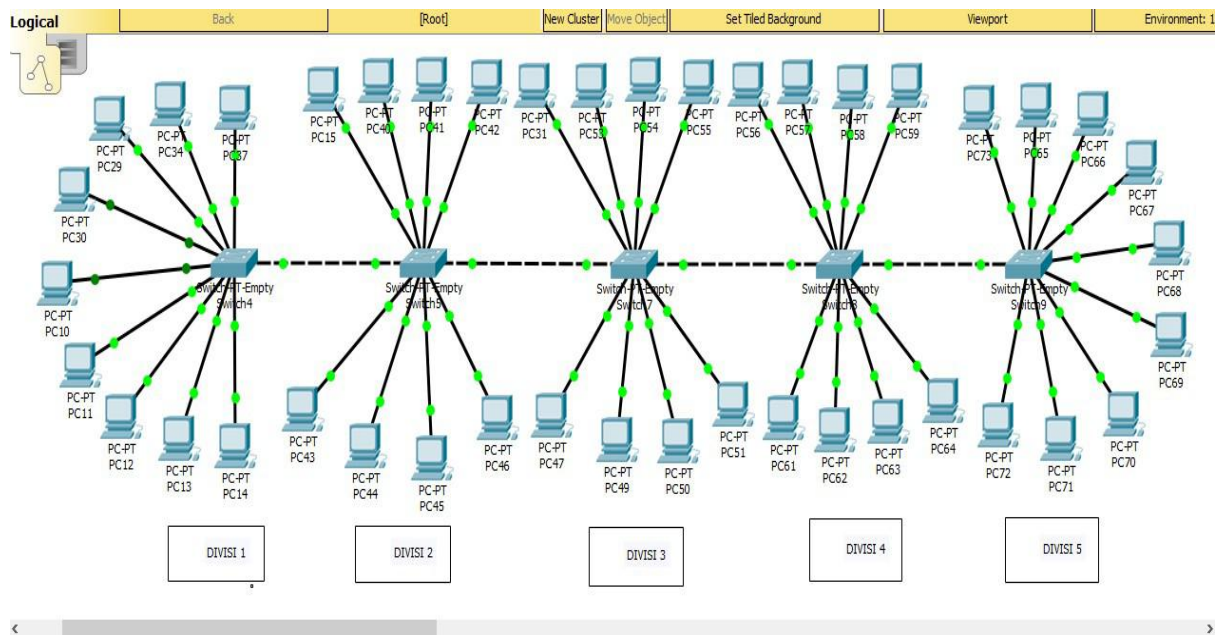 Logical
Back
[Root]
New Cluster
Move Object
Set Tiled Background
Viewport
Environment: 1
PC-PT
PC29
PC-PT
PC34
PC-PT
PC37
PC-PT
PC30
PC-PT
PC10
PC-PT
PC11
PC-PT
PC12
PC-PT
PC13
PC-PT
PC14
Switch-PT-Empty
Switch4
PC-PT
PC15
PC-PT
PC40
PC-PT
PC41
PC-PT
PC42
Switch-PT-Empty
Switch5
PC-PT
PC43
PC-PT
PC44
PC-PT
PC45
PC-PT
PC46
PC-PT
PC31
PC-PT
PC53
PC-PT
PC54
PC-PT
PC55
Switch-PT-Empty
Switch7
PC-PT
PC47
PC-PT
PC49
PC-PT
PC50
PC-PT
PC51
PC-PT
PC56
PC-PT
PC57
PC-PT
PC58
PC-PT
PC59
Switch-PT-Empty
Switch8
PC-PT
PC61
PC-PT
PC62
PC-PT
PC63
PC-PT
PC64
PC-PT
PC73
PC-PT
PC65
PC-PT
PC66
PC-PT
PC67
PC-PT
PC68
PC-PT
PC69
Switch-PT-Empty
Switch9
PC-PT
PC72
PC-PT
PC71
PC-PT
PC70
DIVISI 1
DIVISI 2
DIVISI 3
DIVISI 4
DIVISI 5